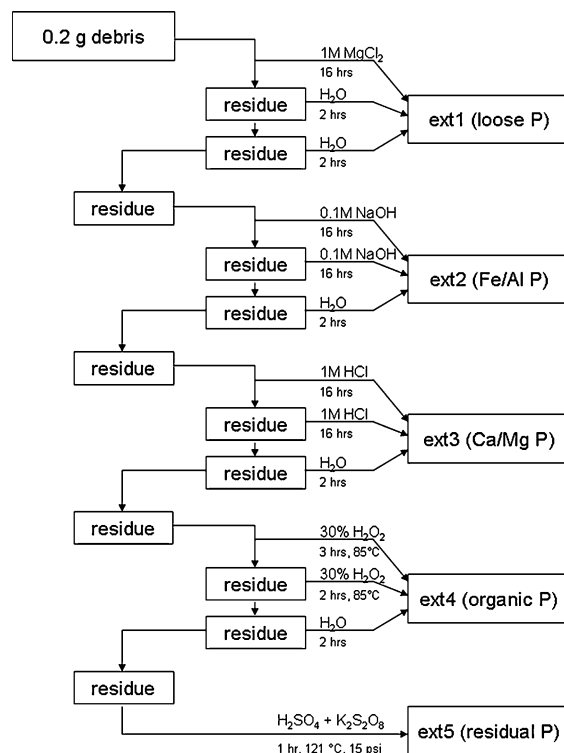 0.2 g debris
1M MgCl₂
16 hrs
residue
H₂O
2 hrs
ext1 (loose P)
residue
H₂O
2 hrs
residue
0.1M NaOH
16 hrs
residue
0.1M NaOH
16 hrs
ext2 (Fe/Al P)
residue
H₂O
2 hrs
residue
1M HCl
16 hrs
residue
1M HCl
16 hrs
ext3 (Ca/Mg P)
residue
H₂O
2 hrs
residue
30% H₂O₂
3 hrs, 85°C
residue
30% H₂O₂
2 hrs, 85°C
ext4 (organic P)
residue
H₂O
2 hrs
residue
H₂SO₄ + K₂S₂O₈
1 hr, 121 °C, 15 psi
ext5 (residual P)